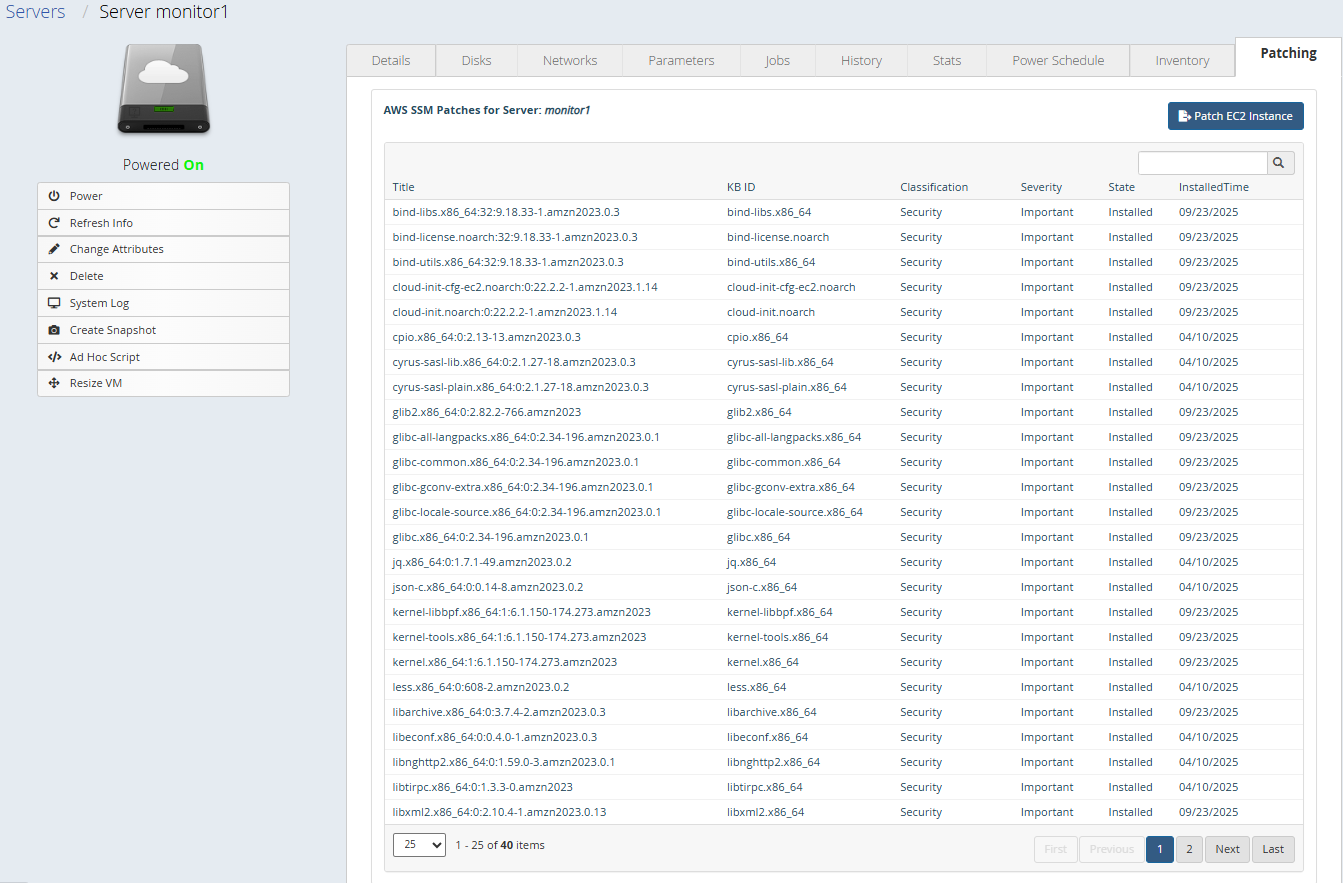 Servers / Server monitor1
Powered On
Power
Refresh Info
Change Attributes
Delete
System Log
Create Snapshot
Ad Hoc Script
Resize VM
Details Disks Networks Parameters Jobs History Stats Power Schedule Inventory Patching
AWS SSM Patches for Server: monitor1
Patch EC2 Instance
Title KB ID Classification Severity State InstalledTime
bind-libs.x86_64:32:9.18.33-1.amzn2023.0.3 bind-libs.x86_64 Security Important Installed 09/23/2025
bind-license.noarch:32:9.18.33-1.amzn2023.0.3 bind-license.noarch Security Important Installed 09/23/2025
bind-utils.x86_64:32:9.18.33-1.amzn2023.0.3 bind-utils.x86_64 Security Important Installed 09/23/2025
cloud-init-cfg-ec2.noarch:0:22.2.2-1.amzn2023.1.14 cloud-init-cfg-ec2.noarch Security Important Installed 09/23/2025
cloud-init.noarch:0:22.2.2-1.amzn2023.1.14 cloud-init.noarch Security Important Installed 09/23/2025
cpio.x86_64:0:2.13-13.amzn2023.0.3 cpio.x86_64 Security Important Installed 04/10/2025
cyrus-sasl-lib.x86_64:0:2.1.27-18.amzn2023.0.3 cyrus-sasl-lib.x86_64 Security Important Installed 04/10/2025
cyrus-sasl-plain.x86_64:0:2.1.27-18.amzn2023.0.3 cyrus-sasl-plain.x86_64 Security Important Installed 04/10/2025
glib2.x86_64:0:2.82.2-766.amzn2023 glib2.x86_64 Security Important Installed 09/23/2025
glibc-all-langpacks.x86_64:0:2.34-196.amzn2023.0.1 glibc-all-langpacks.x86_64 Security Important Installed 09/23/2025
glibc-common.x86_64:0:2.34-196.amzn2023.0.1 glibc-common.x86_64 Security Important Installed 09/23/2025
glibc-gconv-extra.x86_64:0:2.34-196.amzn2023.0.1 glibc-gconv-extra.x86_64 Security Important Installed 09/23/2025
glibc-locale-source.x86_64:0:2.34-196.amzn2023.0.1 glibc-locale-source.x86_64 Security Important Installed 09/23/2025
glibc.x86_64:0:2.34-196.amzn2023.0.1 glibc.x86_64 Security Important Installed 09/23/2025
jq.x86_64:0:1.7.1-49.amzn2023.0.2 jq.x86_64 Security Important Installed 04/10/2025
json-c.x86_64:0:0.14-8.amzn2023.0.2 json-c.x86_64 Security Important Installed 04/10/2025
kernel-libbpf.x86_64:1:6.1.150-174.273.amzn2023 kernel-libbpf.x86_64 Security Important Installed 09/23/2025
kernel-tools.x86_64:1:6.1.150-174.273.amzn2023 kernel-tools.x86_64 Security Important Installed 09/23/2025
kernel.x86_64:1:6.1.150-174.273.amzn2023 kernel.x86_64 Security Important Installed 09/23/2025
less.x86_64:0:608-2.amzn2023.0.2 less.x86_64 Security Important Installed 04/10/2025
libarchive.x86_64:0:3.7.4-2.amzn2023.0.3 libarchive.x86_64 Security Important Installed 09/23/2025
libeconf.x86_64:0:0.4.0-1.amzn2023.0.3 libeconf.x86_64 Security Important Installed 04/10/2025
libnghttp2.x86_64:0:1.59.0-3.amzn2023.0.1 libnghttp2.x86_64 Security Important Installed 04/10/2025
libtirpc.x86_64:0:1.3.3-0.amzn2023 libtirpc.x86_64 Security Important Installed 04/10/2025
libxml2.x86_64:0:2.10.4-1.amzn2023.0.13 libxml2.x86_64 Security Important Installed 09/23/2025
25 1 - 25 of 40 items First Previous 1 2 Next Last